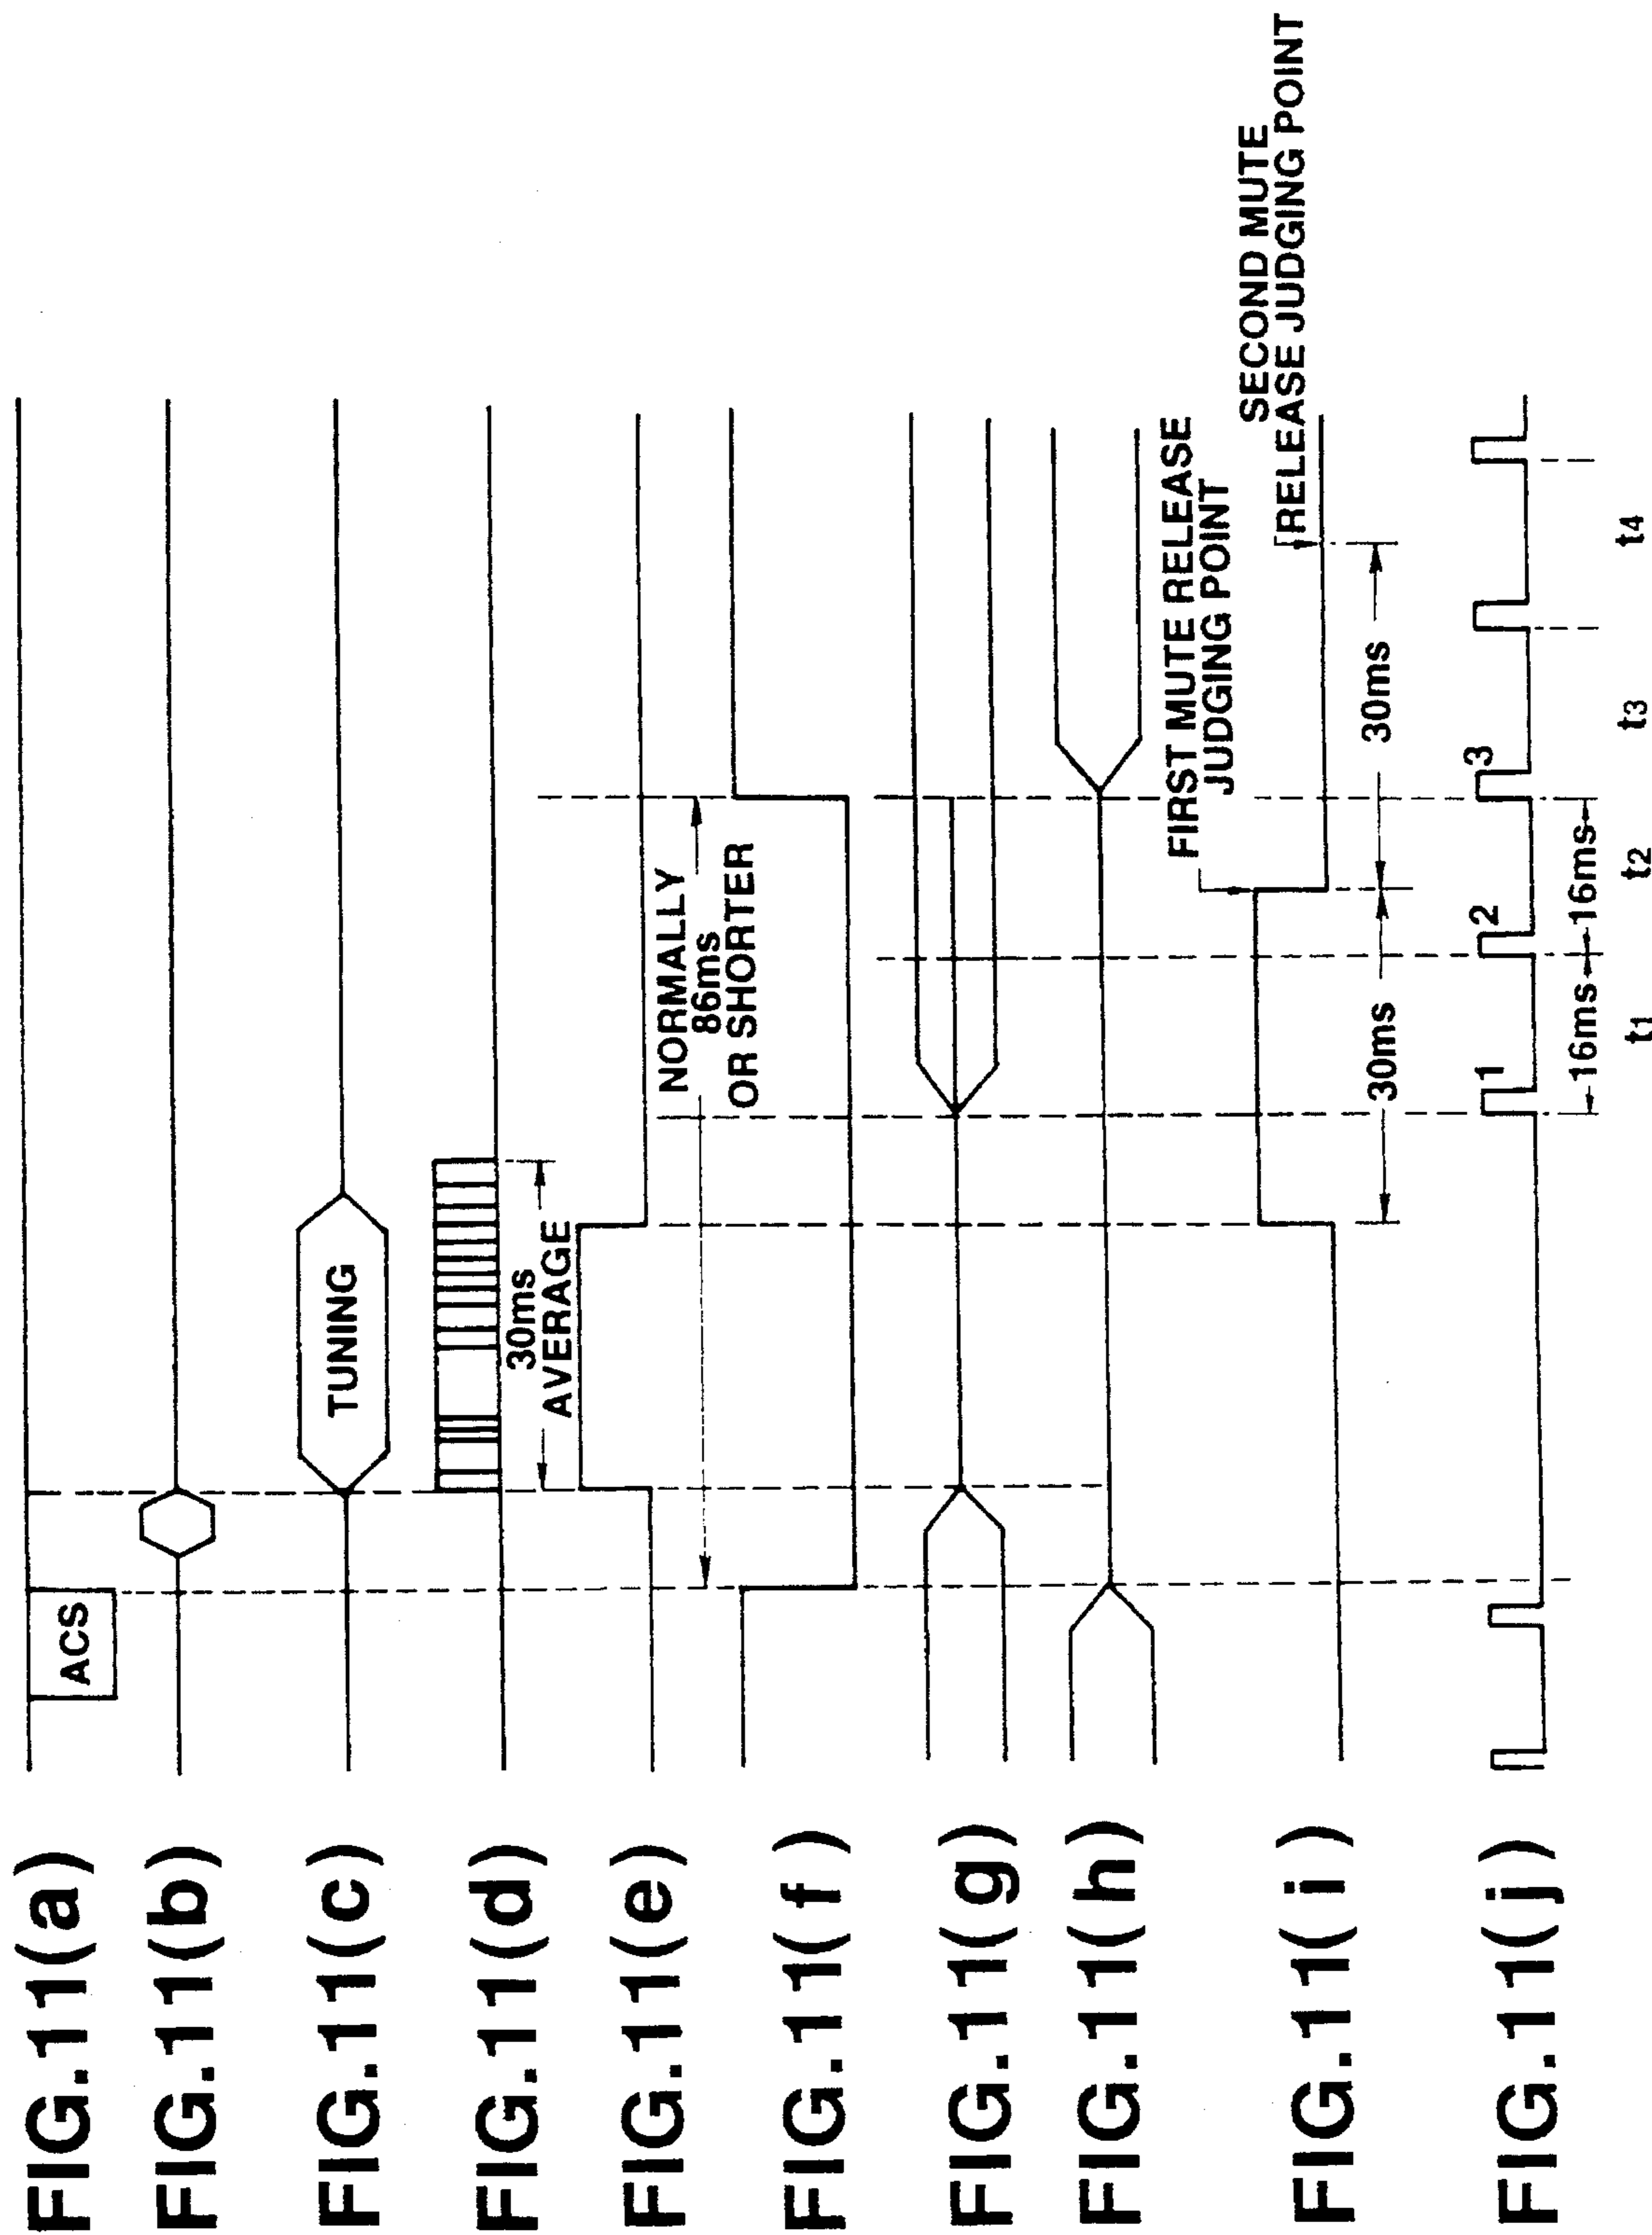 FIG.11(a)
ACS
FIG.11(b)
FIG.11(c)
TUNING
FIG.11(d)
30ms
AVERAGE
FIG.11(e)
NORMALLY
86ms
OR SHORTER
FIG.11(f)
FIG.11(g)
FIG.11(h)
FIRST MUTE RELEASE
JUDGING POINT
SECOND MUTE
RELEASE JUDGING POINT
FIG.11(i)
30ms
30ms
FIG.11(j)
1
2
3
16ms
16ms
t1
t2
t3
t4